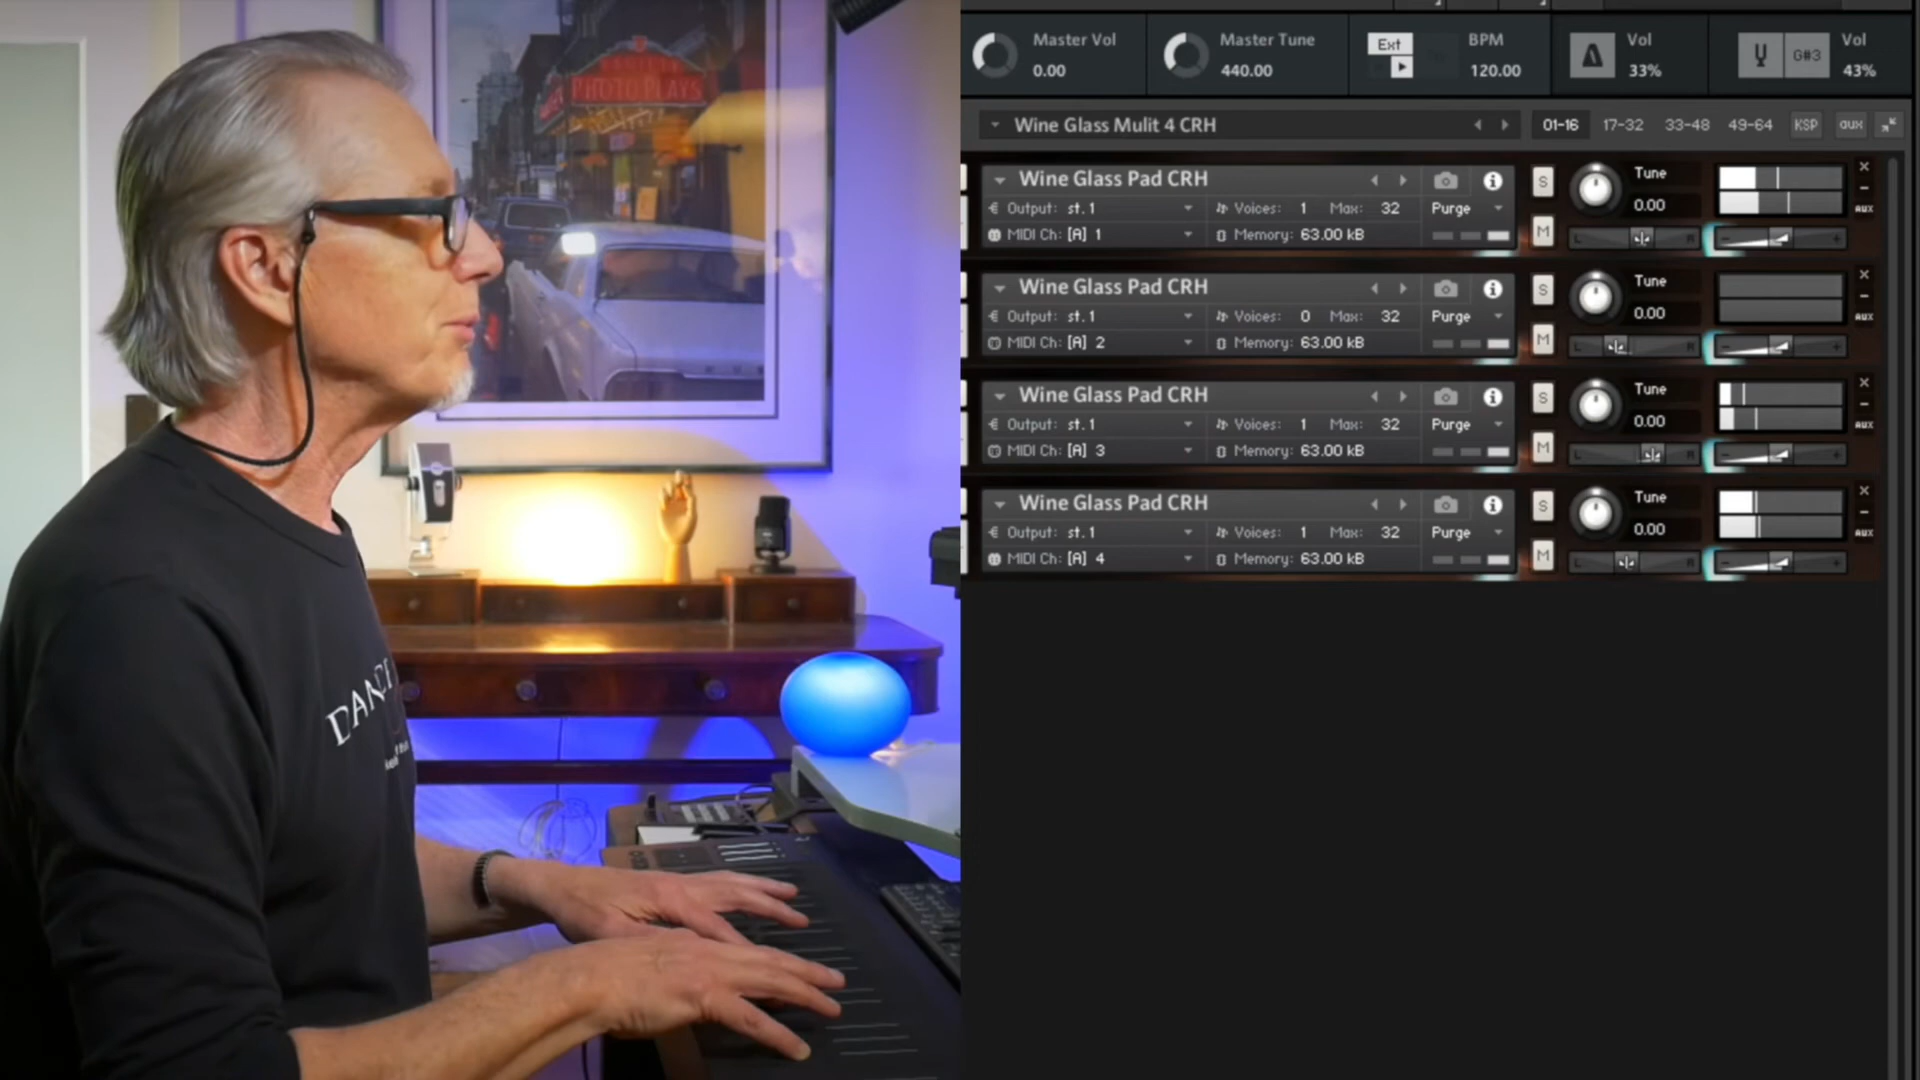 PHOTOPLAYS
DANCE
Master Vol
0.00
Master Tune
440.00
Ext
BPM
120.00
Vol
33%
G#3
Vol
43%
Wine Glass Mulit 4 CRH
01-16 17-32 33-48 49-64 KSP aux
Wine Glass Pad CRH
Output: st.1 Voices: 1 Max: 32 Purge
MIDI Ch: [A] 1 Memory: 63.00 kB
S
M
Tune
0.00
L R
AUX
Wine Glass Pad CRH
Output: st.1 Voices: 0 Max: 32 Purge
MIDI Ch: [A] 2 Memory: 63.00 kB
S
M
Tune
0.00
L R
AUX
Wine Glass Pad CRH
Output: st.1 Voices: 1 Max: 32 Purge
MIDI Ch: [A] 3 Memory: 63.00 kB
S
M
Tune
0.00
L R
AUX
Wine Glass Pad CRH
Output: st.1 Voices: 1 Max: 32 Purge
MIDI Ch: [A] 4 Memory: 63.00 kB
S
M
Tune
0.00
L R
AUX